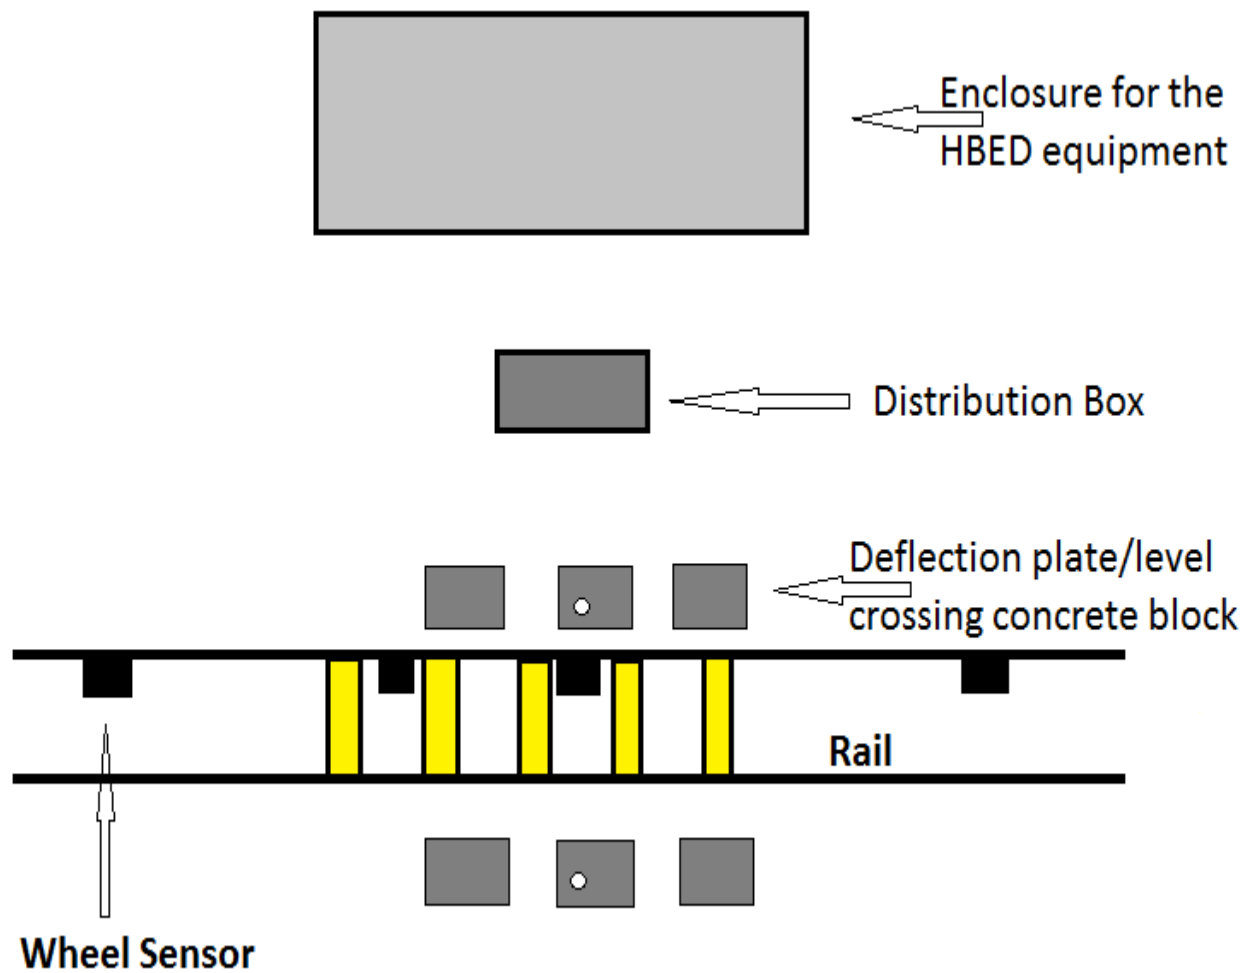 Enclosure for the
HBED equipment
Distribution Box
Deflection plate/level
crossing concrete block
Rail
Wheel Sensor